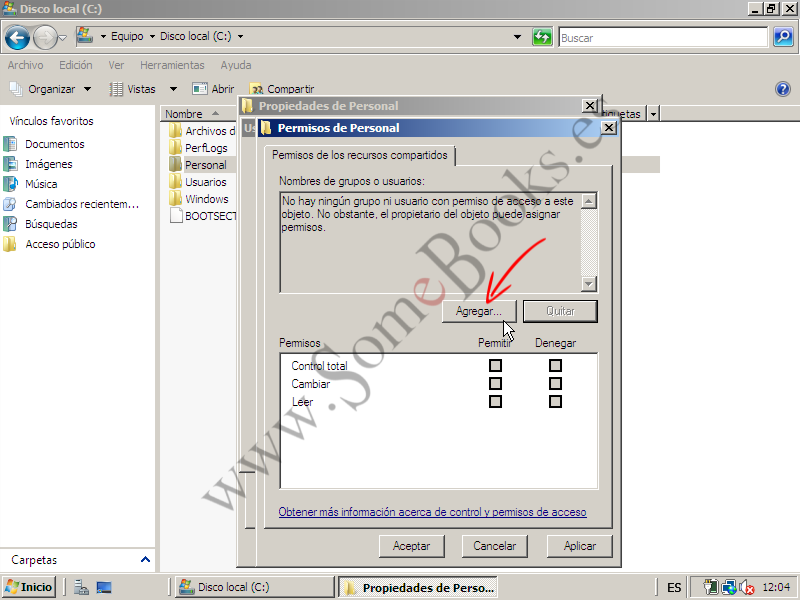 Disco local (C:)
Equipo Disco local (C:)
Buscar
Archivo Edición Ver Herramientas Ayuda
Organizar Vistas Abrir Compartir
Vínculos favoritos
Documentos
Imágenes
Música
Cambiados recientem...
Búsquedas
Acceso público
Carpetas
Nombre
Archivos d
PerfLogs
Personal
Usuarios
Windows
BOOTSECT
Propiedades de Personal
Permisos de Personal
Permisos de los recursos compartidos
Nombres de grupos o usuarios:
No hay ningún grupo ni usuario con pemiso de acceso a este
objeto. No obstante, el propietario del objeto puede asignar
permisos.
Agregar... Quitar
Permisos Permitir Denegar
Control total
Cambiar
Leer
Obtener más información acerca de control y permisos de acceso
Aceptar Cancelar Aplicar
www.SomeBooks.es
Inicio Disco local (C:) Propiedades de Perso... ES 12:04